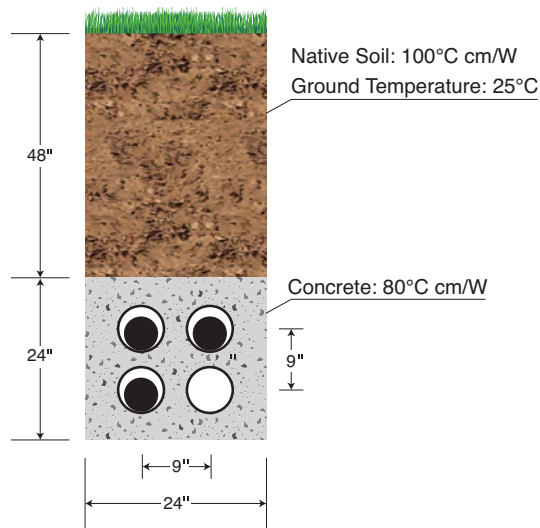 Native Soil: 100°C cm/W
Ground Temperature: 25°C
48"
Concrete: 80°C cm/W
24"
"
9"
9"
24"